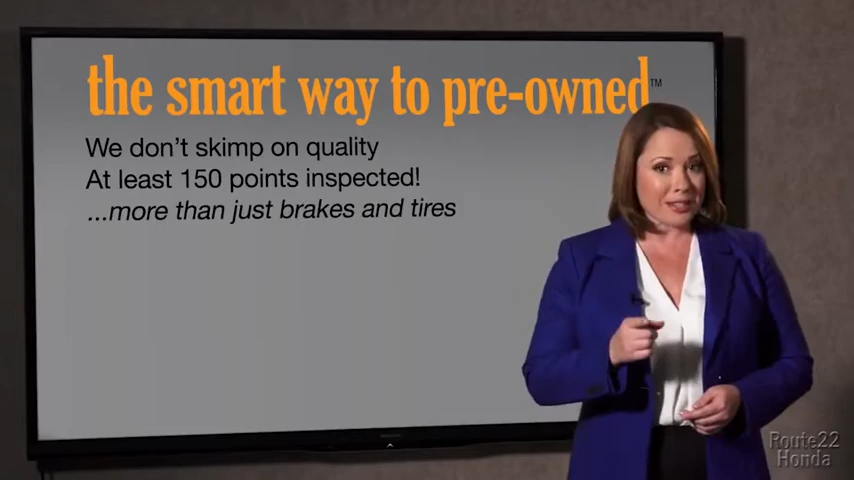 the smart way to pre-owned™
We don't skimp on quality
At least 150 points inspected!
...more than just brakes and tires
Route22
Honda